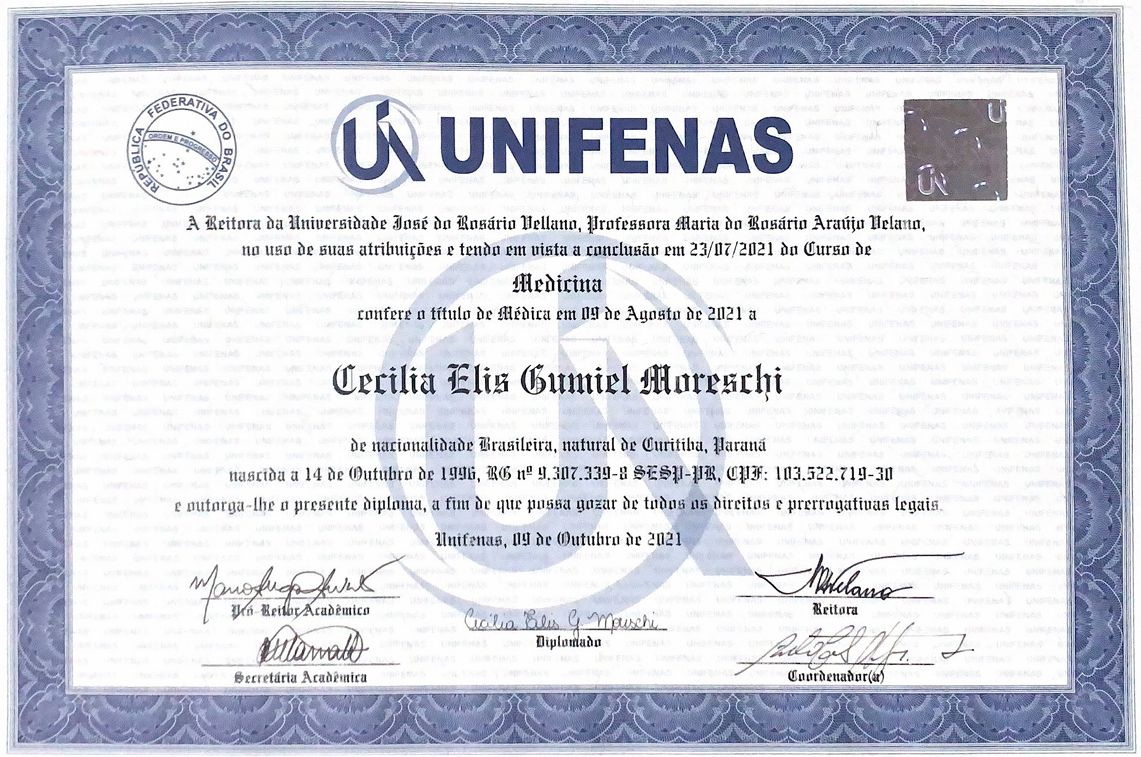 REPÚBLICA FEDERATIVA DO BRASIL
ORDEM E PROGRESSO
UNIFENAS
A Reitora da Universidade José do Rosário Vellano, Professora Maria do Rosário Araújo Velano,
no uso de suas atribuições e tendo em vista a conclusão em 23/07/2021 do Curso de
Medicina
confere o título de Médica em 09 de Agosto de 2021 a
Cecilia Elis Gumiel Moreschi
de nacionalidade Brasileira, natural de Curitiba, Paraná
nascida a 14 de Outubro de 1996, RG nº 9.307.339-8 SESP-PR, CPF: 103.522.719-30
e outorga-lhe o presente diploma, a fim de que possa gozar de todos os direitos e prerrogativas legais.
Unifenas, 09 de Outubro de 2021
Pró-Reitor Acadêmico
Reitora
Cecilia Elis G. Moreschi
Diplomado
Secretária Acadêmica
Coordenador(a)